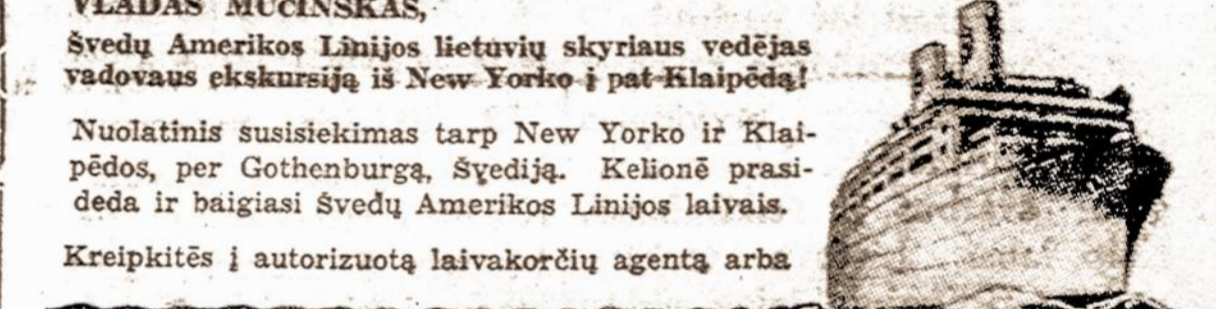 VLADAS MUČINSKAS,
Švedų Amerikos Linijos lietuvių skyriaus vedėjas
vadovaus ekskursiją iš New Yorko į pat Klaipėdą!
Nuolatinis susisiekimas tarp New Yorko ir Klai-
pėdos, per Gothenburgą, Švediją. Kelionė prasi-
deda ir baigiasi Švedų Amerikos Linijos laivais.
Kreipkitės į autorizuotą laivakorčių agentą arba